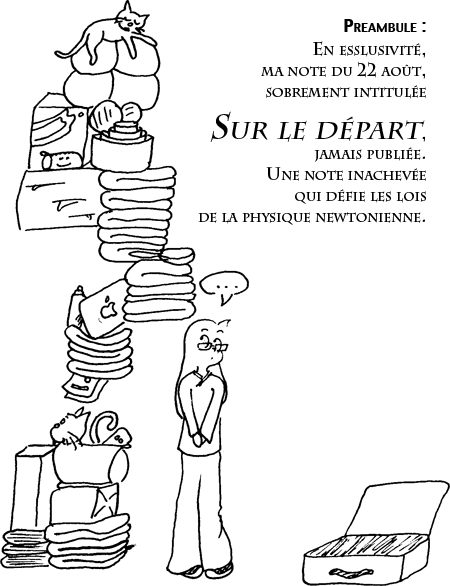 Preambule :
En esslusivité,
ma note du 22 août,
sobrement intitulée
Sur le départ,
jamais publiée.
Une note inachevée
qui défie les lois
de la physique newtonienne.
...